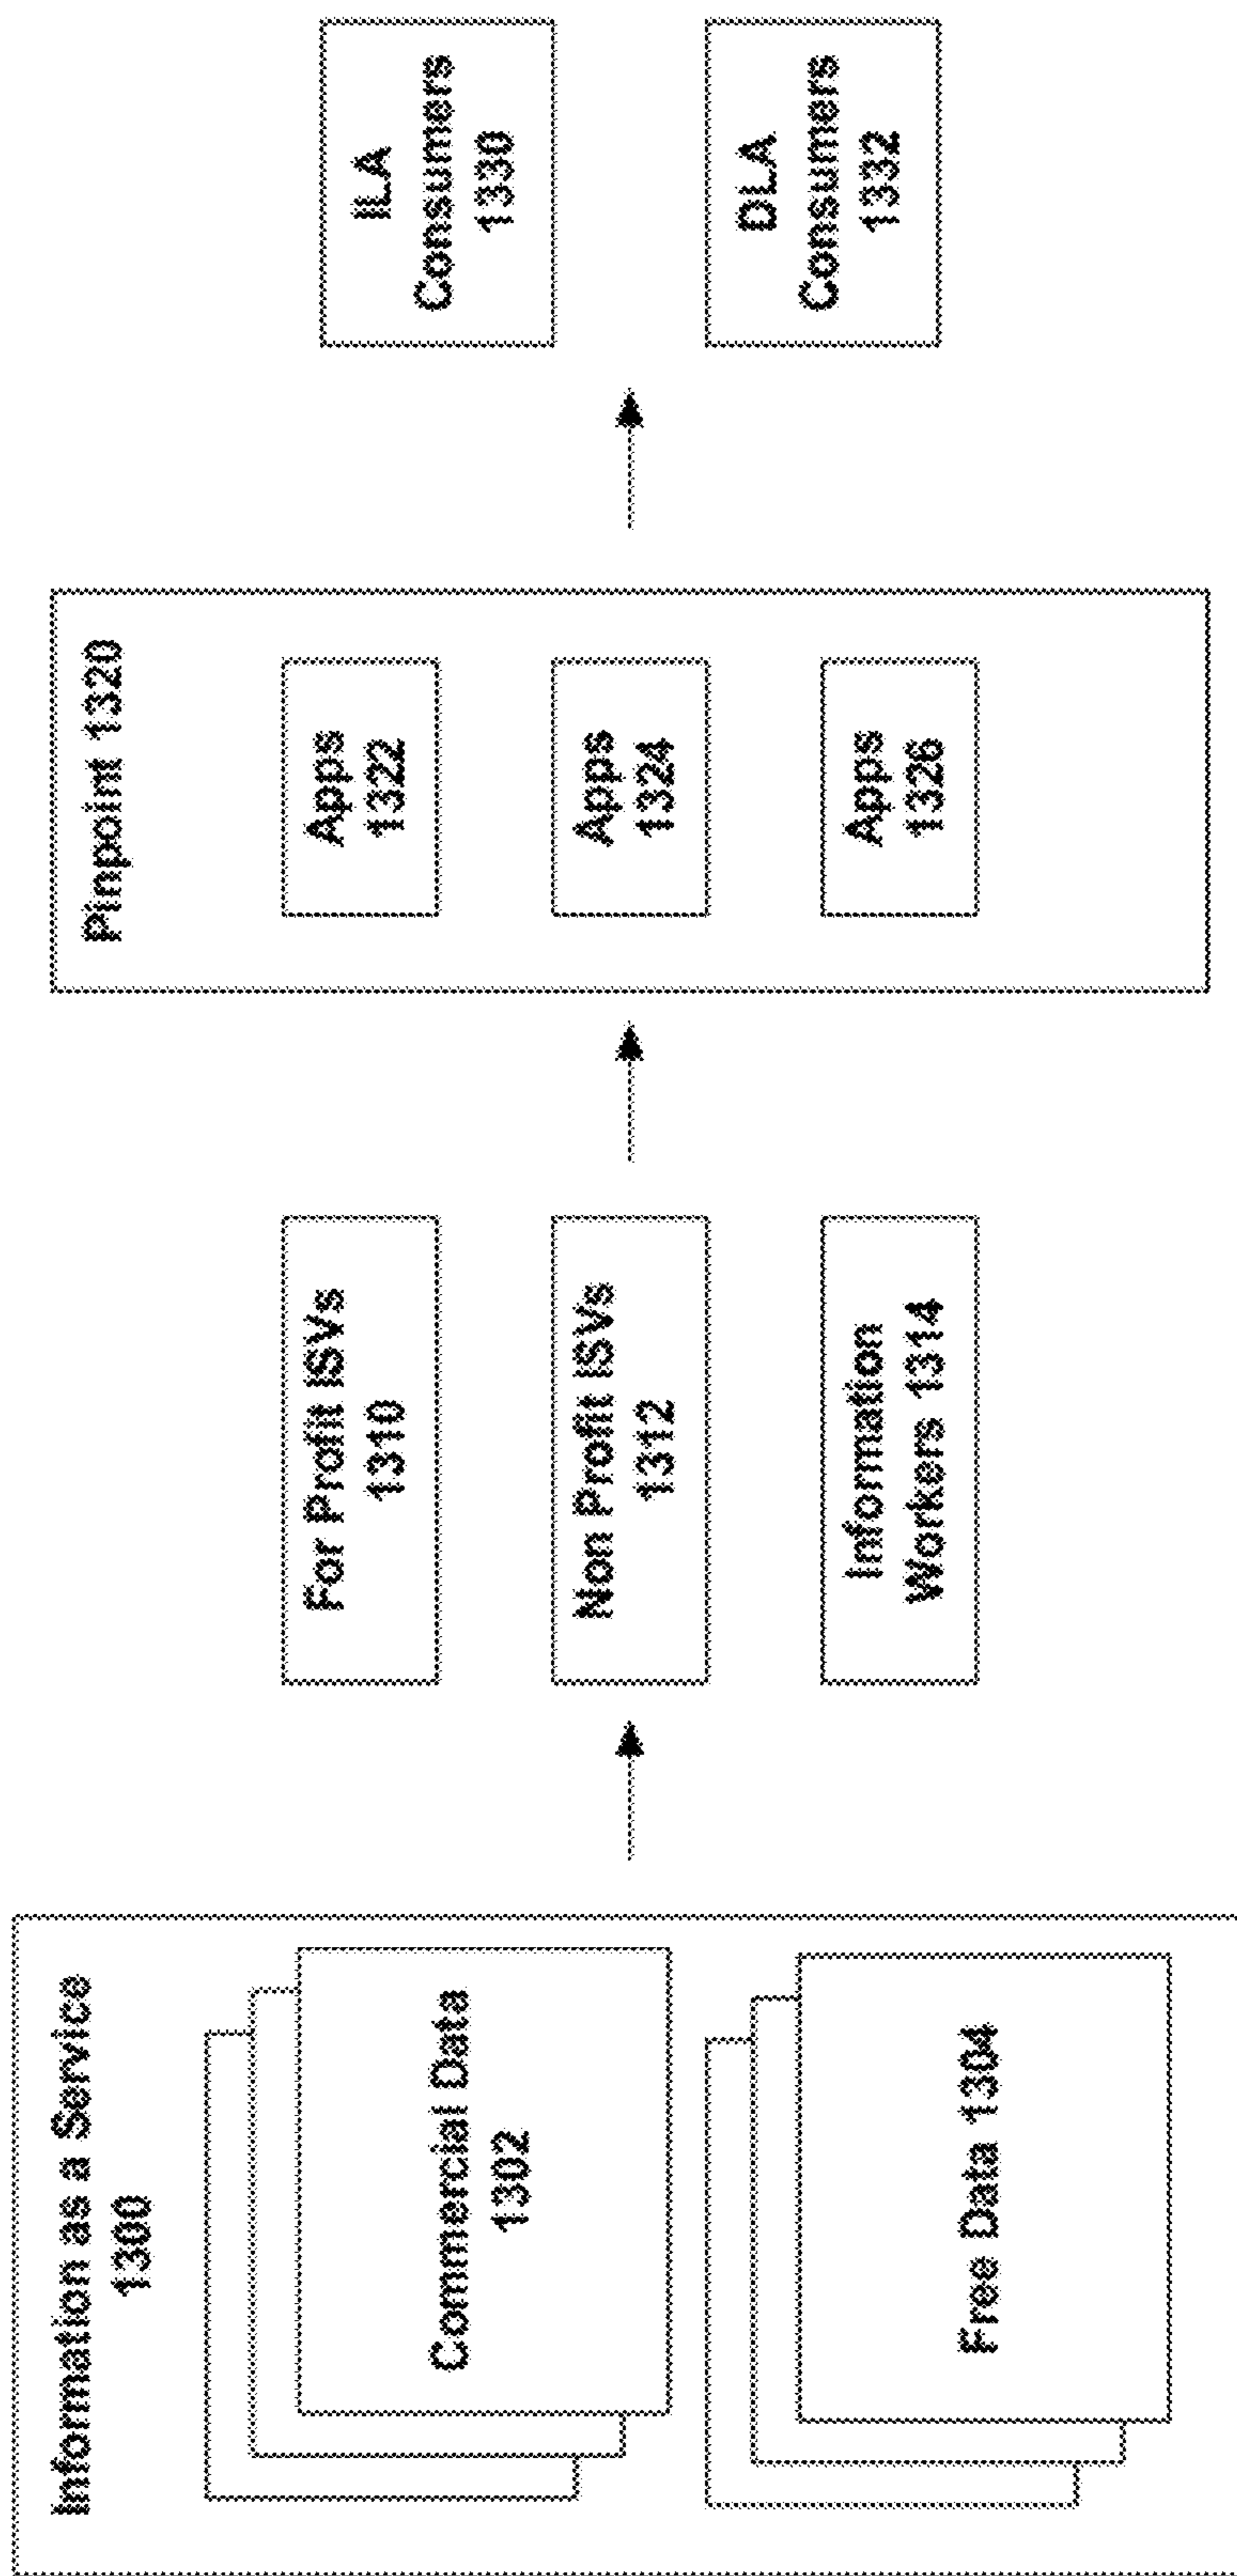 Information as a Service
1300
Commercial Data
1302
Free Data 1304
For Profit ISVs
1310
Non Profit ISVs
1312
Information
Workers 1314
Pinpoint 1320
Apps
1322
Apps
1324
Apps
1326
ILA
Consumers
1330
DLA
Consumers
1332